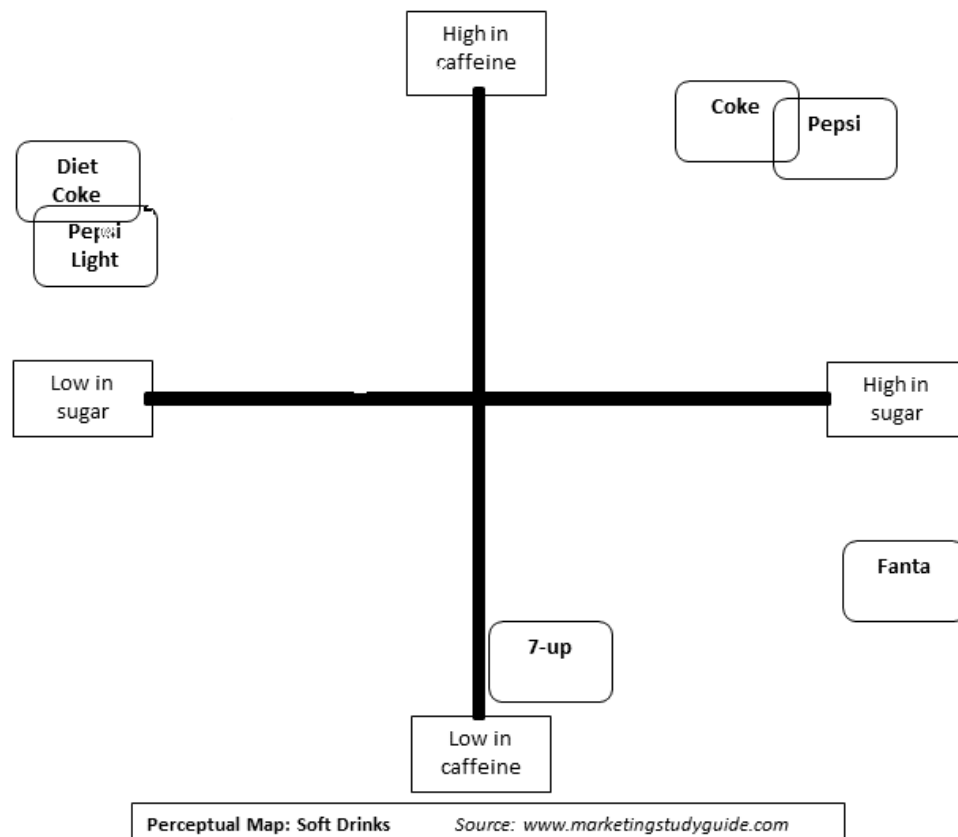 High in
caffeine
Coke
Pepsi
Diet
Coke
Pepsi
Light
Low in
sugar
High in
sugar
Fanta
7-up
Low in
caffeine
Perceptual Map: Soft Drinks Source: www.marketingstudyguide.com